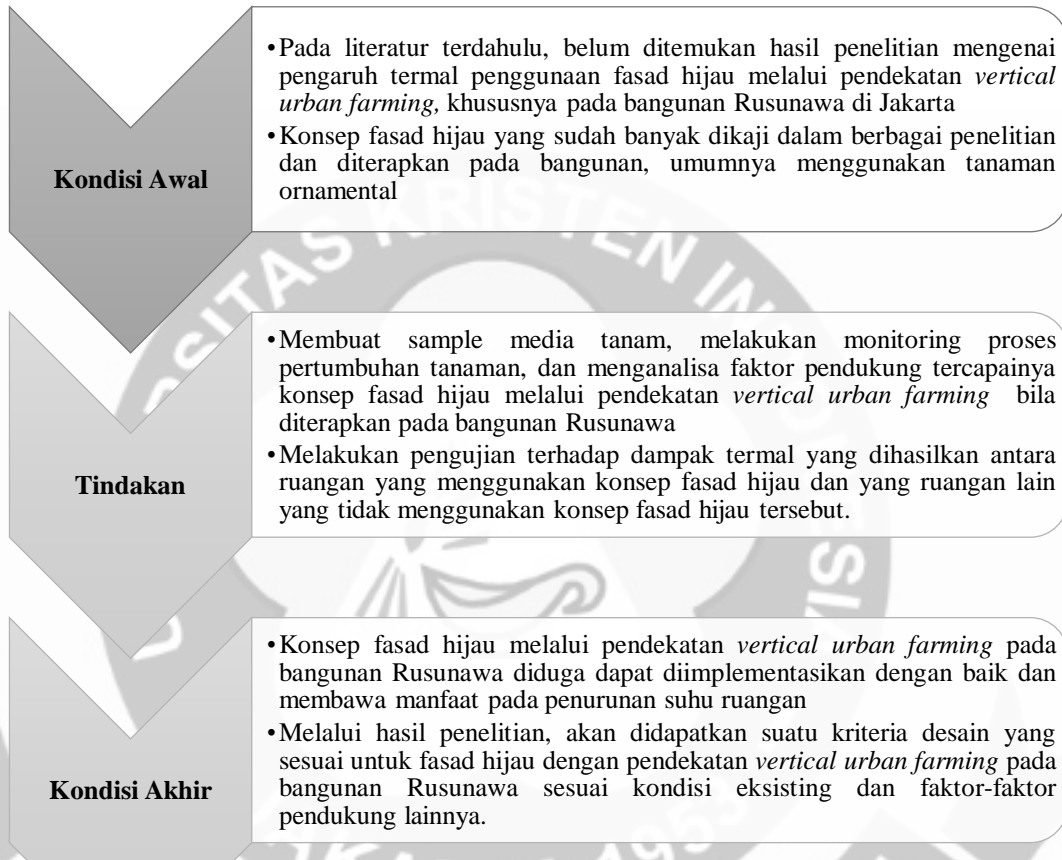 •Pada literatur terdahulu, belum ditemukan hasil penelitian mengenai
pengaruh termal penggunaan fasad hijau melalui pendekatan vertical
urban farming, khususnya pada bangunan Rusunawa di Jakarta
•Konsep fasad hijau yang sudah banyak dikaji dalam berbagai penelitian
dan diterapkan pada bangunan, umumnya menggunakan tanaman
ornamental
Kondisi Awal
•Membuat sample media tanam, melakukan monitoring proses
pertumbuhan tanaman, dan menganalisa faktor pendukung tercapainya
konsep fasad hijau melalui pendekatan vertical urban farming bila
diterapkan pada bangunan Rusunawa
•Melakukan pengujian terhadap dampak termal yang dihasilkan antara
ruangan yang menggunakan konsep fasad hijau dan yang ruangan lain
yang tidak menggunakan konsep fasad hijau tersebut.
Tindakan
•Konsep fasad hijau melalui pendekatan vertical urban farming pada
bangunan Rusunawa diduga dapat diimplementasikan dengan baik dan
membawa manfaat pada penurunan suhu ruangan
•Melalui hasil penelitian, akan didapatkan suatu kriteria desain yang
sesuai untuk fasad hijau dengan pendekatan vertical urban farming pada
bangunan Rusunawa sesuai kondisi eksisting dan faktor-faktor
pendukung lainnya.
Kondisi Akhir
SITAS KRISTEN IND
ESIA
1953